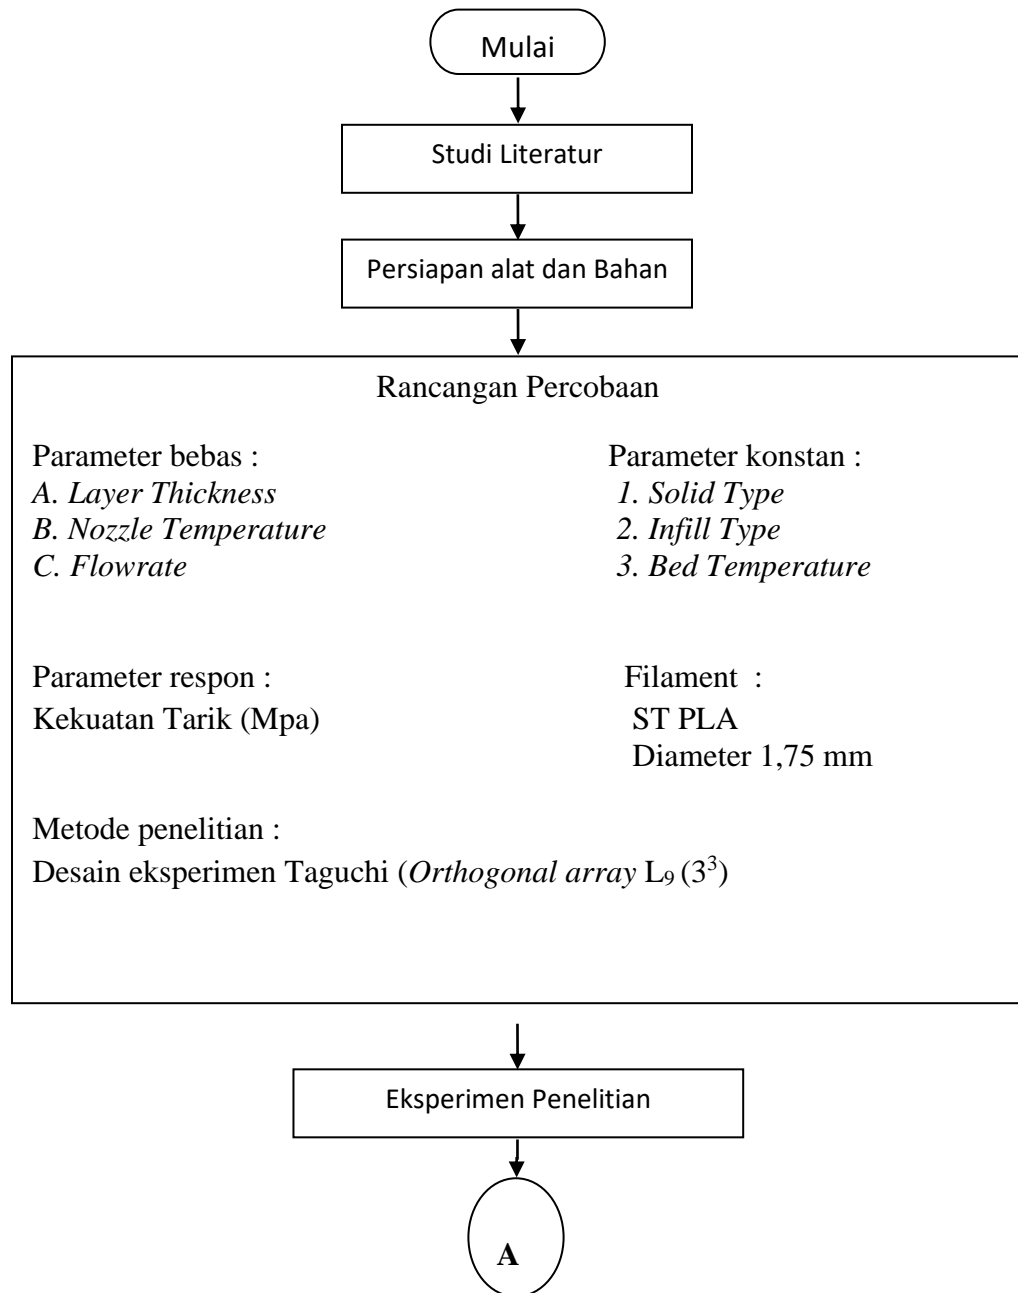 Mulai
Studi Literatur
Persiapan alat dan Bahan
Rancangan Percobaan
Parameter bebas :
A. Layer Thickness
B. Nozzle Temperature
C. Flowrate
Parameter konstan :
1. Solid Type
2. Infill Type
3. Bed Temperature
Parameter respon :
Kekuatan Tarik (Mpa)
Filament :
ST PLA
Diameter 1,75 mm
Metode penelitian :
Desain eksperimen Taguchi (Orthogonal array L₉ (3³)
Eksperimen Penelitian
A